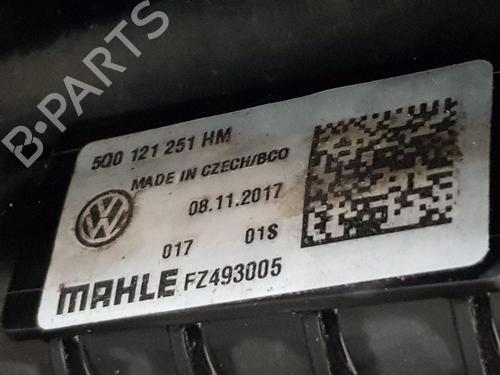 B-PARTS
5Q0 121 251 HM
MADE IN CZECH/BCO
08.11.2017
017 01S
MAHLE FZ493005